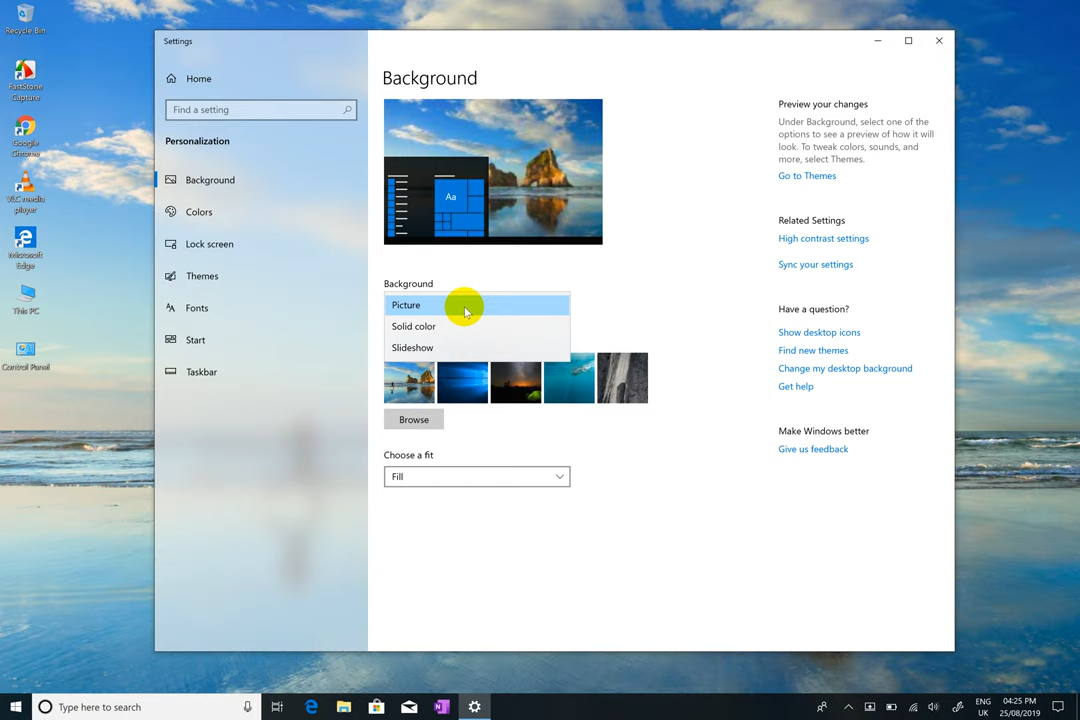 Recycle Bin
FastStone
Capture
Google
Chrome
VLC media
player
Microsoft
Edge
This PC
Control Panel
Settings
Home
Find a setting
Personalization
Background
Colors
Lock screen
Themes
Fonts
Start
Taskbar
Background
Aa
Background
Picture
Solid color
Slideshow
Browse
Choose a fit
Fill
Preview your changes
Under Background, select one of the
options to see a preview of how it will
look. To tweak colors, sounds, and
more, select Themes.
Go to Themes
Related Settings
High contrast settings
Sync your settings
Have a question?
Show desktop icons
Find new themes
Change my desktop background
Get help
Make Windows better
Give us feedback
Type here to search
ENG
UK
04:25 PM
25/08/2019